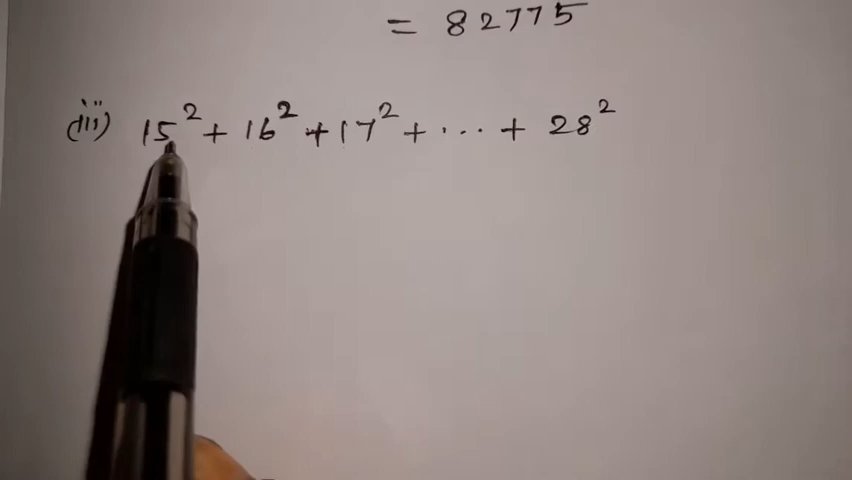 = 82775
(iii) 15² + 16² + 17² + ... + 28²